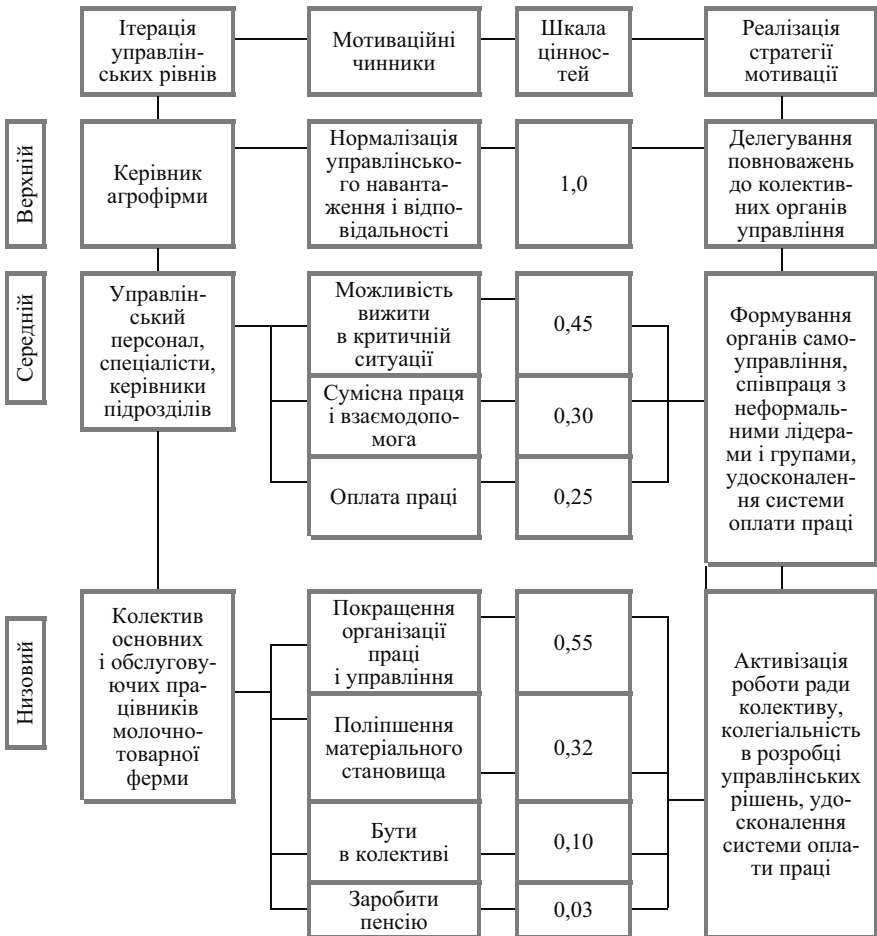 Ітерація
управлін-
ських рівнів
Мотиваційні
чинники
Шкала
ціннос-
тей
Реалізація
стратегії
мотивації
Верхній
Керівник
агрофірми
Нормалізація
управлінсько-
го наванта-
ження і відпо-
відальності
1,0
Делегування
повноважень
до колектив-
них органів
управління
Середній
Управлін-
ський
персонал,
спеціалісти,
керівники
підрозділів
Можливість
вижити
в критичній
ситуації
0,45
Сумісна праця
і взаємодопо-
мога
0,30
Оплата праці
0,25
Формування
органів само-
управління,
співпраця з
неформаль-
ними лідера-
ми і групами,
удосконален-
ня системи
оплати праці
Низовий
Колектив
основних
і обслугову-
ючих пра-
цівників
молочно-
товарної
ферми
Покращення
організації
праці
і управління
0,55
Поліпшення
матеріального
становища
0,32
Бути
в колективі
0,10
Заробити
пенсію
0,03
Активізація
роботи ради
колективу,
колегіальність
в розробці
управлінських
рішень, удо-
сконалення
системи опла-
ти праці